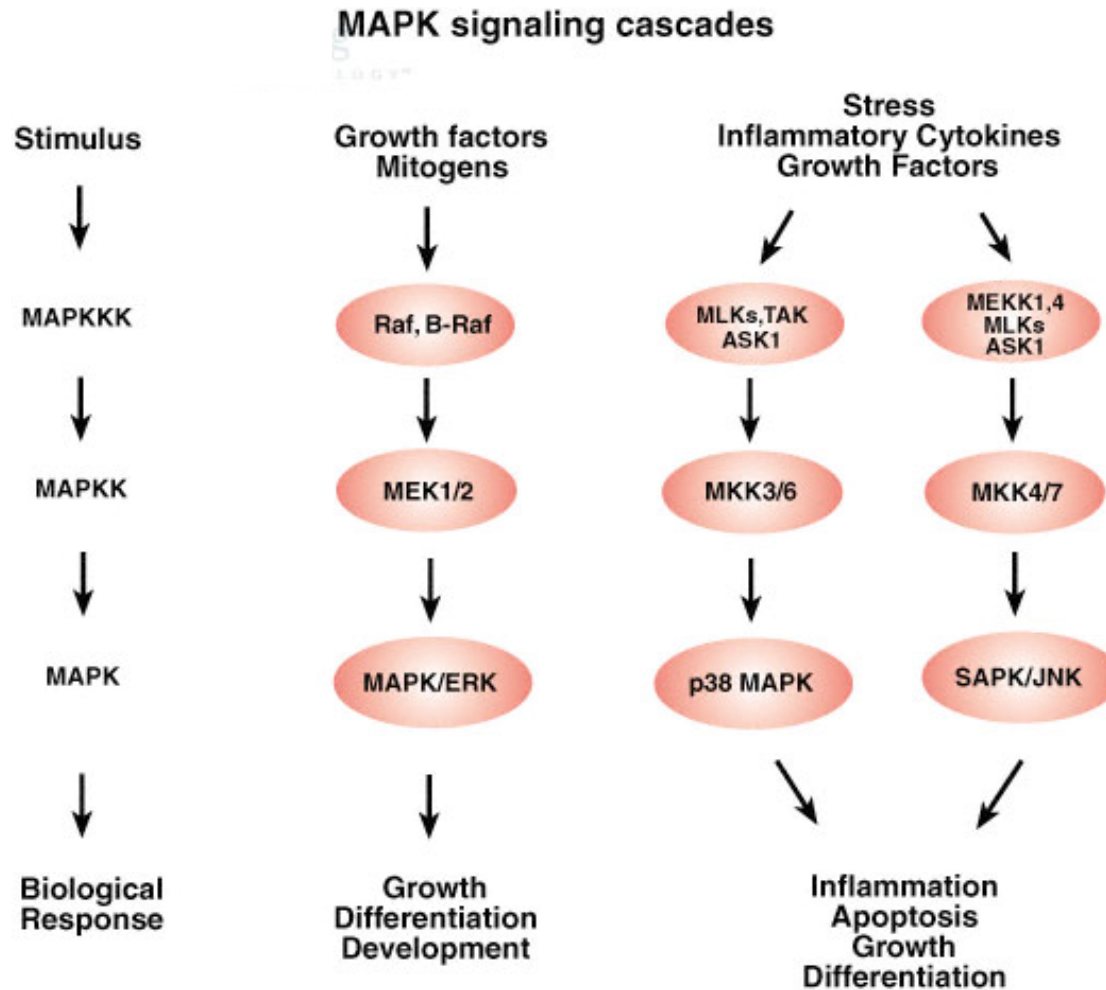 MAPK signaling cascades
g
LOGY™
Stimulus
Growth factors
Mitogens
Stress
Inflammatory Cytokines
Growth Factors
MAPKKK
Raf, B-Raf
MLKs,TAK
ASK1
MEKK1,4
MLKs
ASK1
MAPKK
MEK1/2
MKK3/6
MKK4/7
MAPK
MAPK/ERK
p38 MAPK
SAPK/JNK
Biological
Response
Growth
Differentiation
Development
Inflammation
Apoptosis
Growth
Differentiation